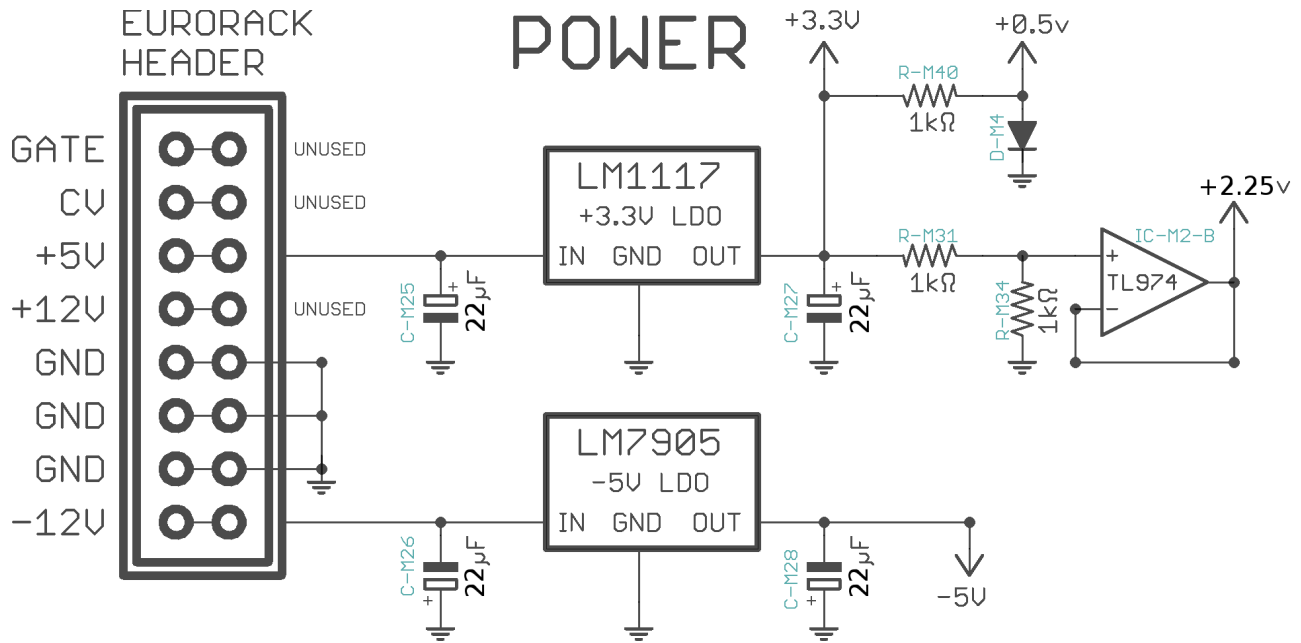 EURORACK
HEADER
POWER
GATE
UNUSED
CV
UNUSED
+5V
+12V
UNUSED
GND
GND
GND
-12V
C-M25
+
22µF
LM1117
+3.3V LDO
IN GND OUT
C-M27
+
22µF
+3.3V
R-M40
1kΩ
+0.5v
D-M4
R-M31
1kΩ
R-M34
1kΩ
IC-M2-B
+
TL974
-
+2.25v
C-M26
+
22µF
LM7905
-5V LDO
IN GND OUT
C-M28
+
22µF
-5V